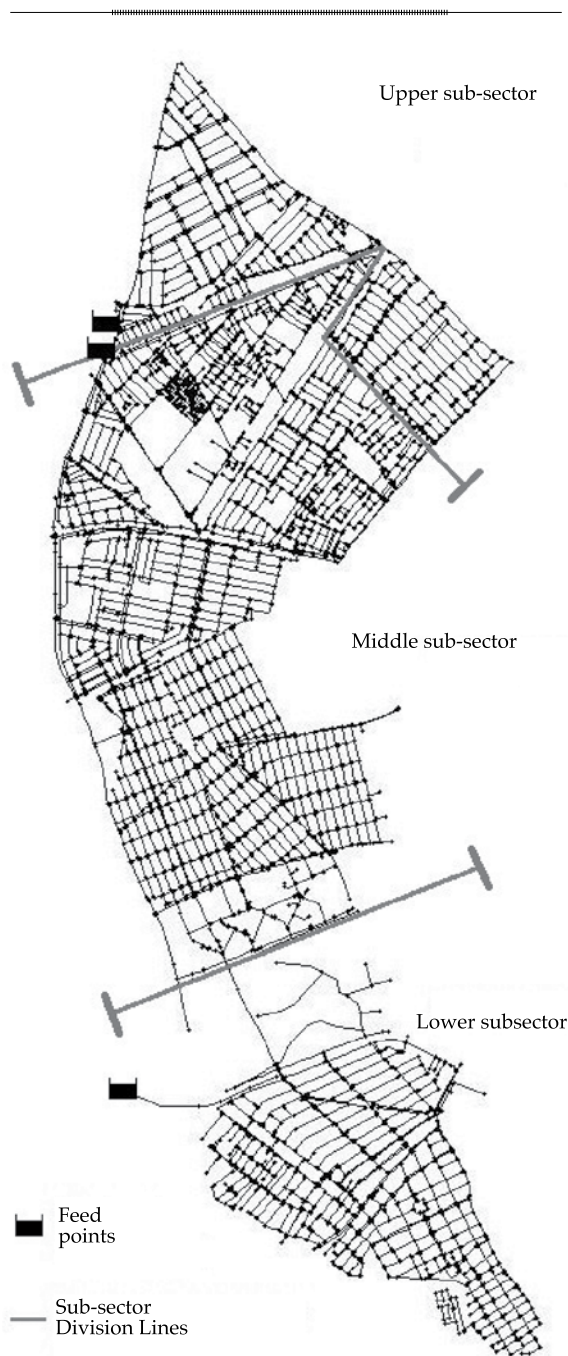 Upper sub-sector
Middle sub-sector
Lower subsector
Feed
points
Sub-sector
Division Lines